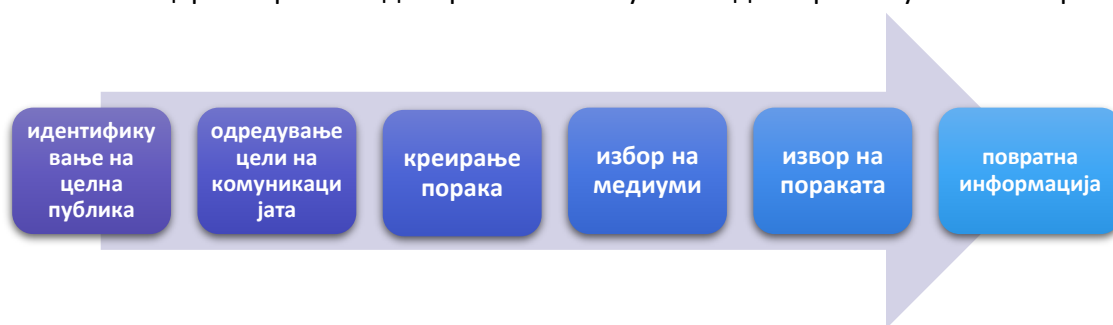 идентифику
вање на
целна
публика
одредување
цели на
комуникаци
јата
креирање
порака
избор на
медиуми
извор на
пораката
повратна
информација